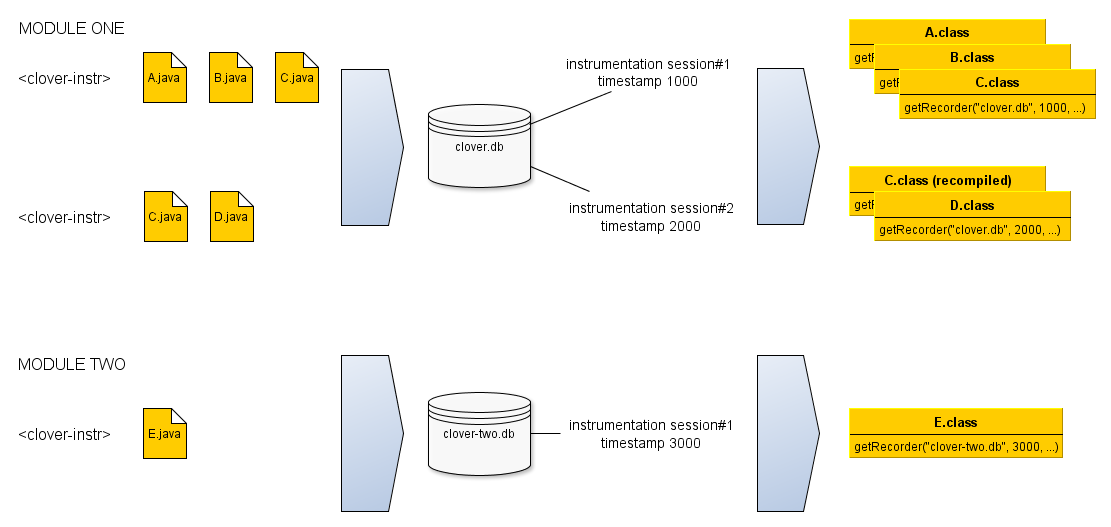 MODULE ONE
<clover-instr>
A.java
B.java
C.java
clover.db
instrumentation session#1
timestamp 1000
A.class
getR
B.class
getR
C.class
getRecorder("clover.db", 1000, ...)
<clover-instr>
C.java
D.java
instrumentation session#2
timestamp 2000
C.class (recompiled)
getR
D.class
getRecorder("clover.db", 2000, ...)
MODULE TWO
<clover-instr>
E.java
clover-two.db
instrumentation session#1
timestamp 3000
E.class
getRecorder("clover-two.db", 3000, ...)